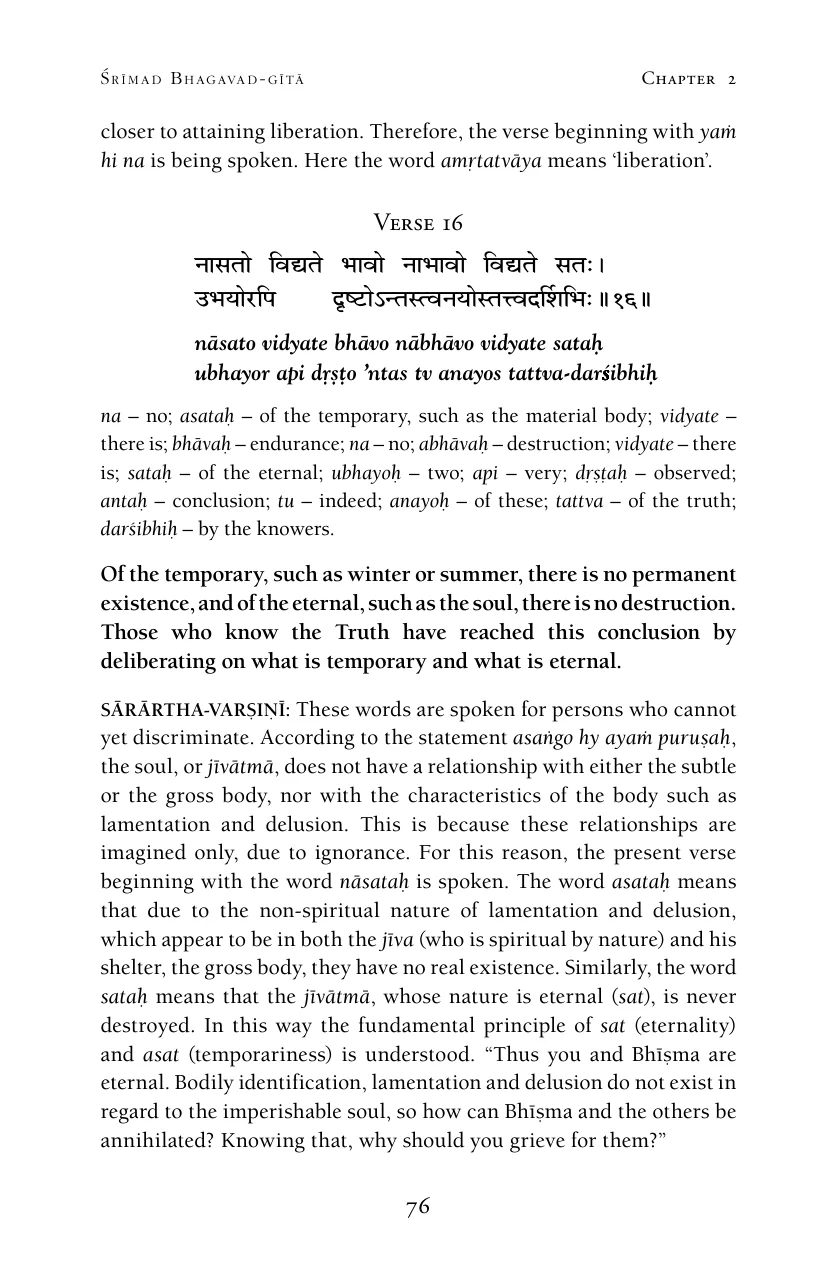 Śrīmad Bhagavad-gītā Chapter 2
closer to attaining liberation. Therefore, the verse beginning with yaṁ
hi na is being spoken. Here the word amṛtatvāya means ‘liberation’.
Verse 16
नासतो विद्यते भावो नाभावो विद्यते सतः।
उभयोरपि दृष्टोऽन्तस्त्वनयोस्तत्त्वदर्शिभिः॥१६॥
nāsato vidyate bhāvo nābhāvo vidyate sataḥ
ubhayor api dṛṣṭo ’ntas tv anayos tattva-darśibhiḥ
na – no; asataḥ – of the temporary, such as the material body; vidyate –
there is; bhāvaḥ – endurance; na – no; abhāvaḥ – destruction; vidyate – there
is; sataḥ – of the eternal; ubhayoḥ – two; api – very; dṛṣṭaḥ – observed;
antaḥ – conclusion; tu – indeed; anayoḥ – of these; tattva – of the truth;
darśibhiḥ – by the knowers.
Of the temporary, such as winter or summer, there is no permanent
existence, and of the eternal, such as the soul, there is no destruction.
Those who know the Truth have reached this conclusion by
deliberating on what is temporary and what is eternal.
SĀRĀRTHA-VARṢIṆĪ: These words are spoken for persons who cannot
yet discriminate. According to the statement asaṅgo hy ayaṁ puruṣaḥ,
the soul, or jīvātmā, does not have a relationship with either the subtle
or the gross body, nor with the characteristics of the body such as
lamentation and delusion. This is because these relationships are
imagined only, due to ignorance. For this reason, the present verse
beginning with the word nāsataḥ is spoken. The word asataḥ means
that due to the non-spiritual nature of lamentation and delusion,
which appear to be in both the jīva (who is spiritual by nature) and his
shelter, the gross body, they have no real existence. Similarly, the word
sataḥ means that the jīvātmā, whose nature is eternal (sat), is never
destroyed. In this way the fundamental principle of sat (eternality)
and asat (temporariness) is understood. “Thus you and Bhīṣma are
eternal. Bodily identification, lamentation and delusion do not exist in
regard to the imperishable soul, so how can Bhīṣma and the others be
annihilated? Knowing that, why should you grieve for them?”
76